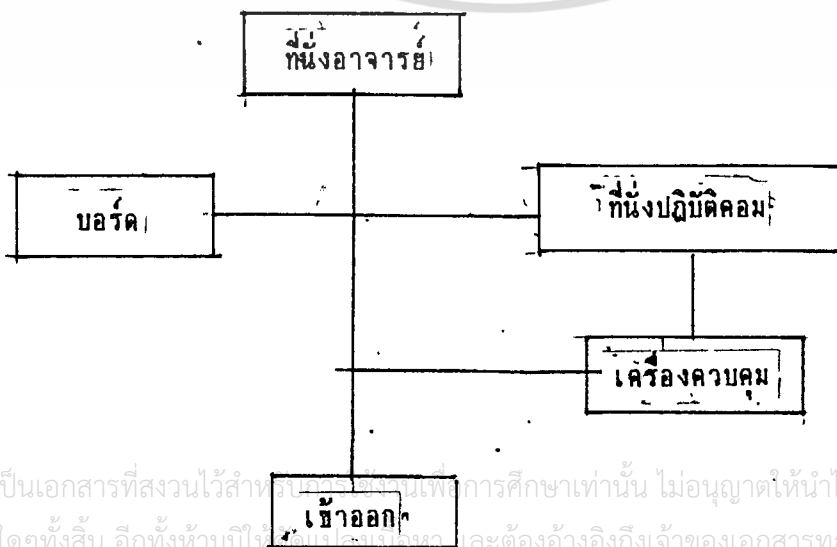 ที่นั่งอาจารย์
บอร์ด
ที่นั่งปฏิบัติคอม
เครื่องควบคุม
เป็นเอกสารที่สงวนไว้สำหรับการใช้งานเพื่อการศึกษาเท่านั้น ไม่อนุญาตให้นำไ
เข้าออก
ใดๆทั้งสิ้น อีกทั้งห้ามมิให้ดัดแปลงเนื้อหา และต้องอ้างอิงถึงเจ้าของเอกสารท